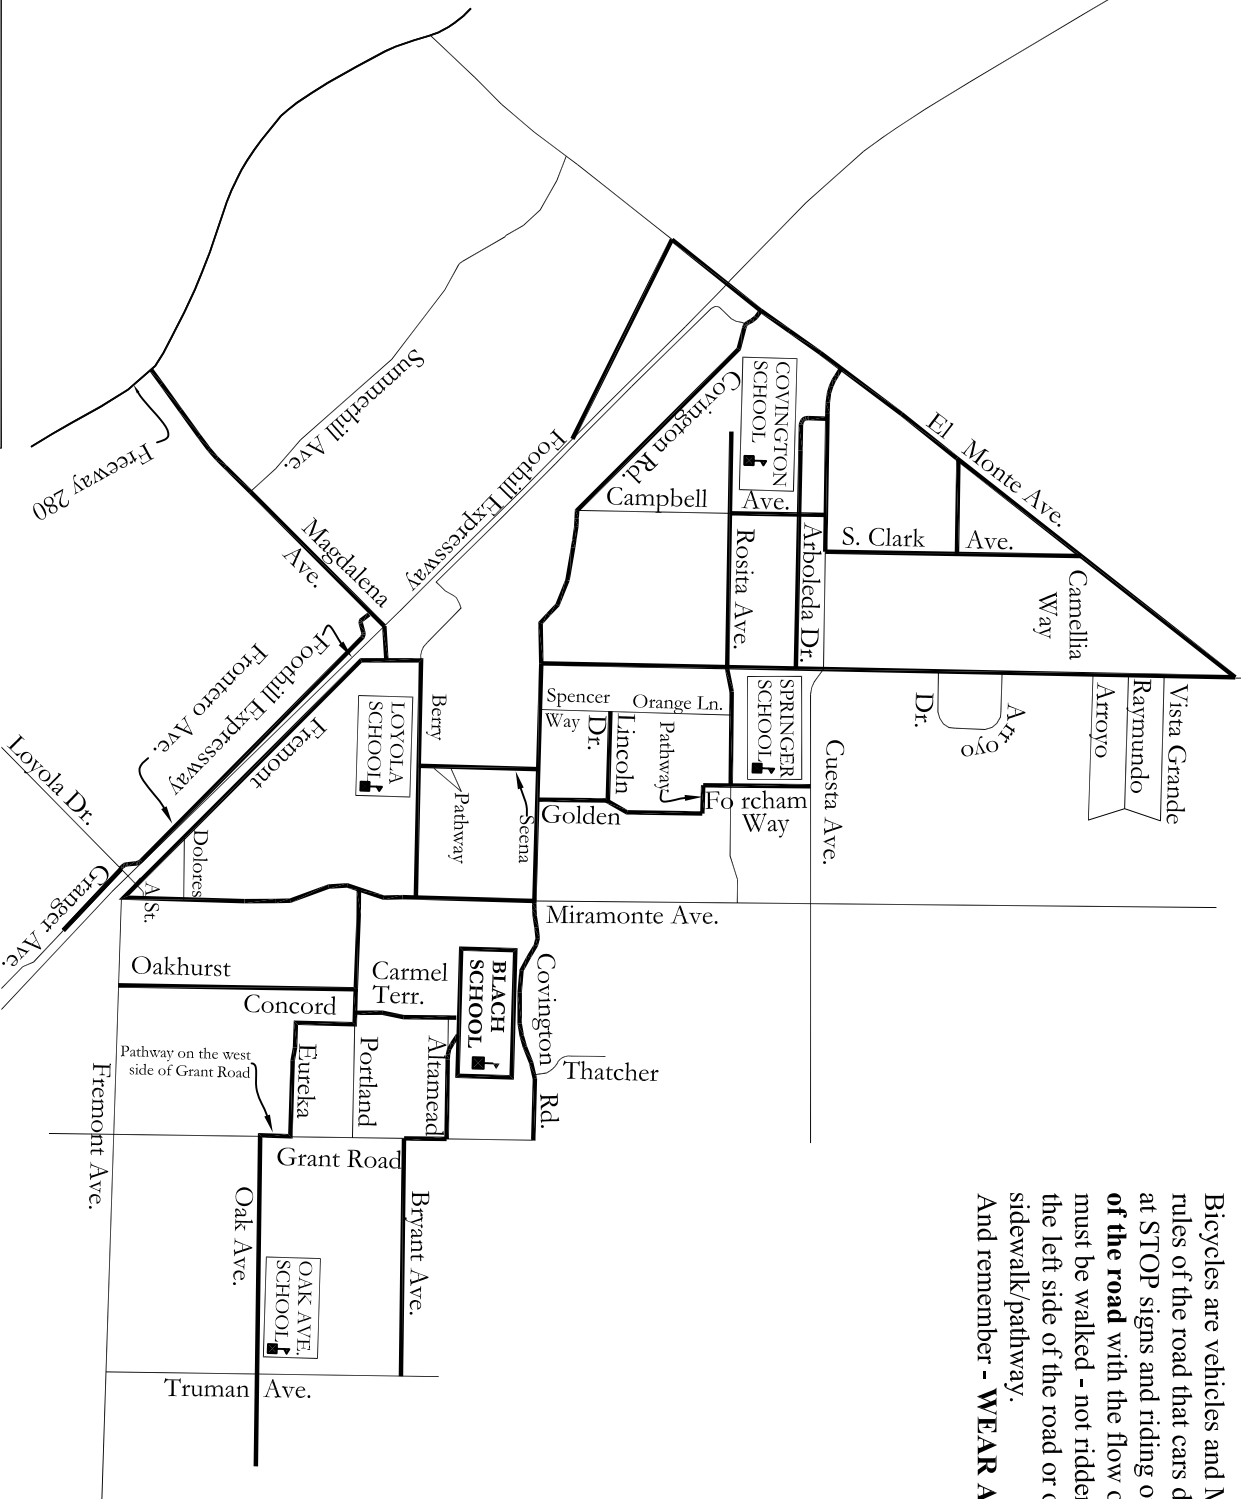 El Monte Ave.
COVINGTON
SCHOOL
Covington Rd.
Foothill Expressway
Summerhill Ave.
Freeway 280
Magdalena
Ave.
Campbell
Ave.
S. Clark
Ave.
Arboleda Dr.
Rosita Ave.
Camellia
Way
Foothill Expressway
Frontero Ave.
Fremont
Loyola Dr.
Granger Ave.
LOYOLA
SCHOOL
Berry
Pathway
Seena
Spencer
Way
Orange Ln.
Lincoln
Dr.
Pathway
SPRINGER
SCHOOL
Golden
Fo rcham
Way
Cuesta Ave.
Arroyo
Dr.
Arroyo
Raymundo
Vista Grande
Dolores
A St.
Miramonte Ave.
Oakhurst
Concord
Carmel
Terr.
BLACH
SCHOOL
Covington
Rd.
Thatcher
Pathway on the west
side of Grant Road
Eureka
Portland
Altamead
Grant Road
Fremont Ave.
Oak Ave.
Bryant Ave.
OAK AVE.
SCHOOL
Truman Ave.
Bicycles are vehicles and
rules of the road that cars
at STOP signs and riding
of the road with the flow
must be walked - not
the left side of the road or
sidewalk/pathway.
And remember - WEAR